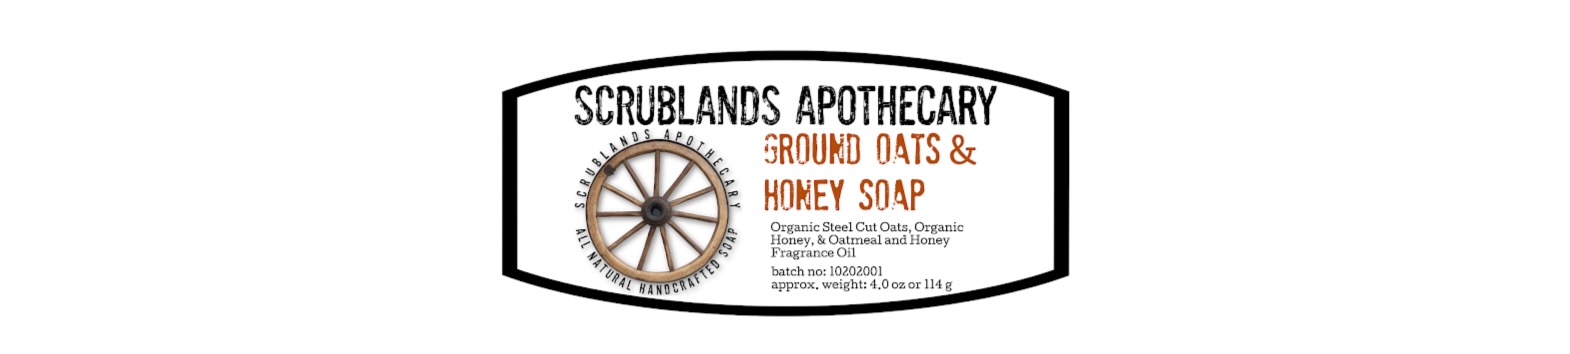 SCRUBLANDS APOTHECARY
SCRUBLANDS APOTHECARY
ALL NATURAL HANDCRAFTED SOAP
GROUND OATS &
HONEY SOAP
Organic Steel Cut Oats, Organic
Honey, & Oatmeal and Honey
Fragrance Oil
batch no: 10202001
approx. weight: 4.0 oz or 114 g